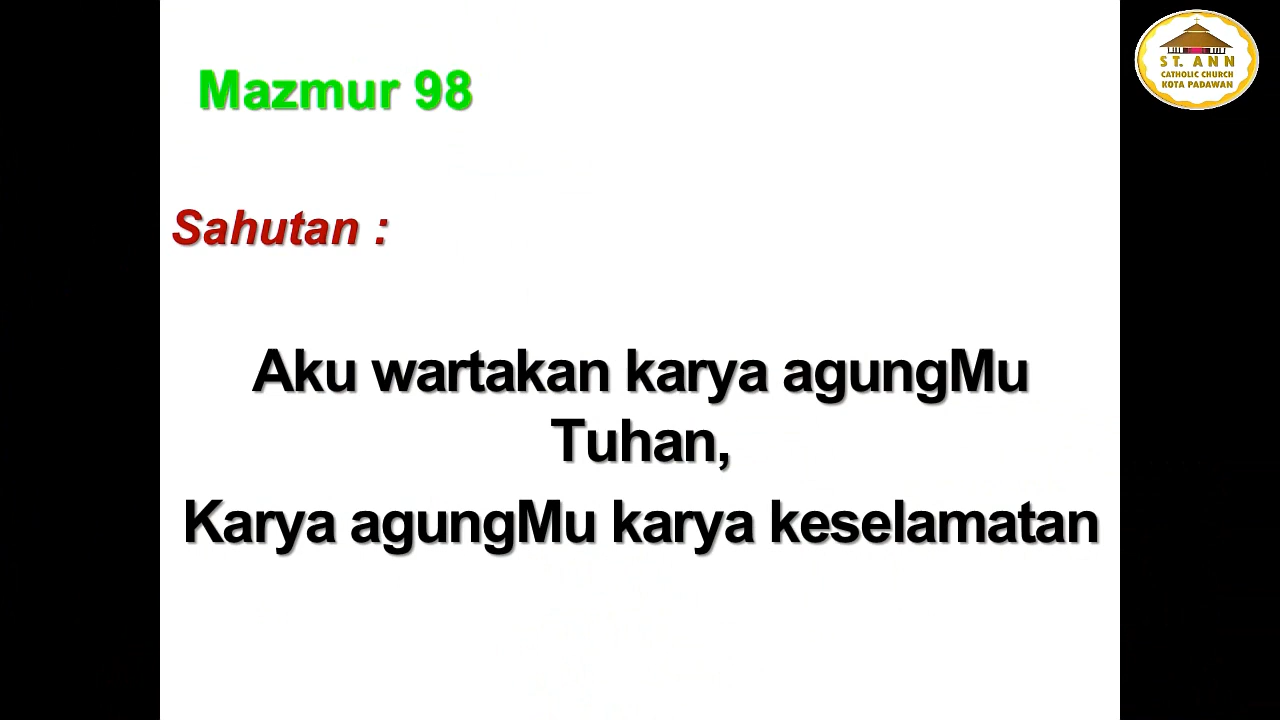 Mazmur 98
ST. ANN
CATHOLIC CHURCH
KOTA PADAWAN
Sahutan :
Aku wartakan karya agungMu
Tuhan,
Karya agungMu karya keselamatan